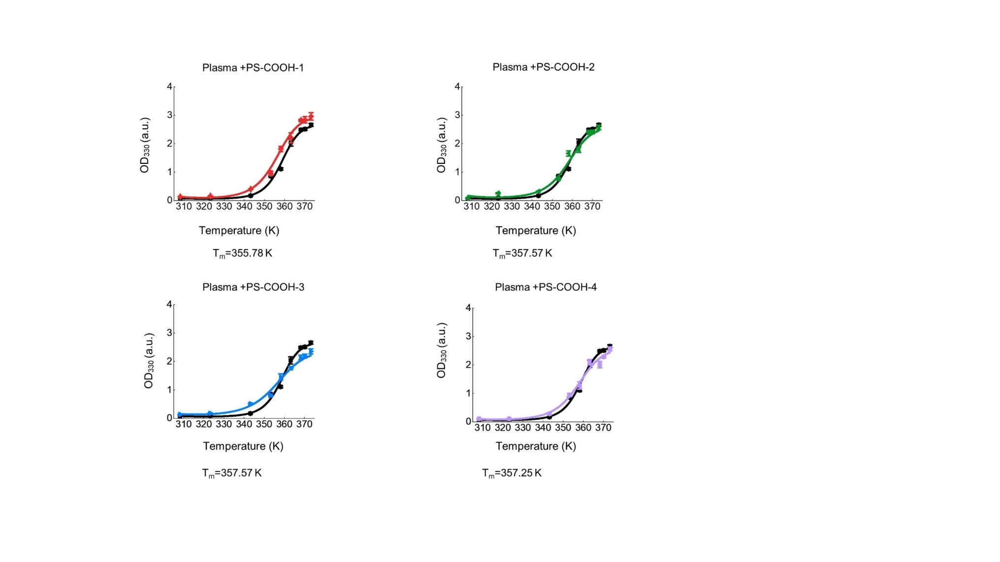 Plasma +PS-COOH-1
4
3
2
1
0
OD330 (a.u.)
310 320 330 340 350 360 370
Temperature (K)
Tm=355.78 K
Plasma +PS-COOH-2
4
3
2
1
0
OD330 (a.u.)
310 320 330 340 350 360 370
Temperature (K)
Tm=357.57 K
Plasma +PS-COOH-3
4
3
2
1
0
OD330 (a.u.)
310 320 330 340 350 360 370
Temperature (K)
Tm=357.57 K
Plasma +PS-COOH-4
4
3
2
1
0
OD330 (a.u.)
310 320 330 340 350 360 370
Temperature (K)
Tm=357.25 K